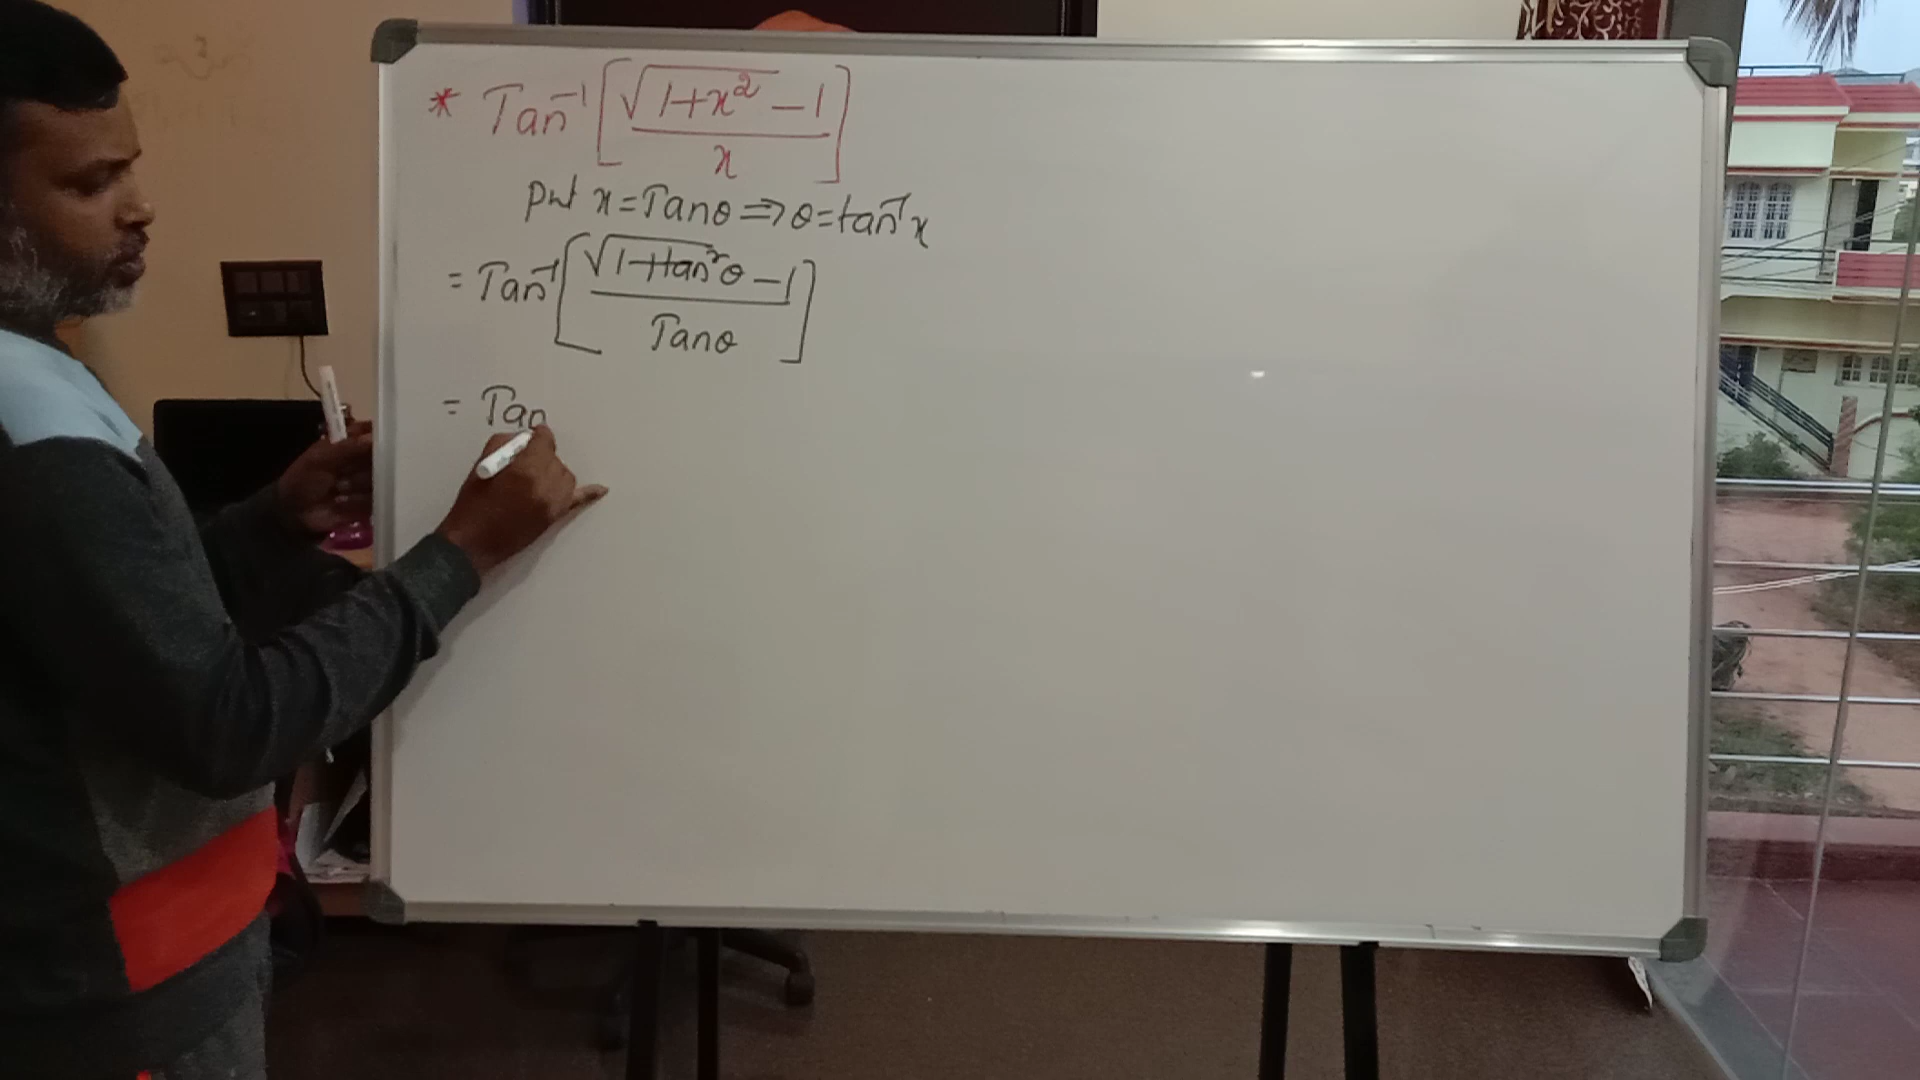 * Tan⁻¹[(√(1+x²) −1)/x]
put x=Tanθ⇒θ=tan⁻¹x
= Tan⁻¹[(√(1+tan²θ) −1)/Tanθ]
= Tan